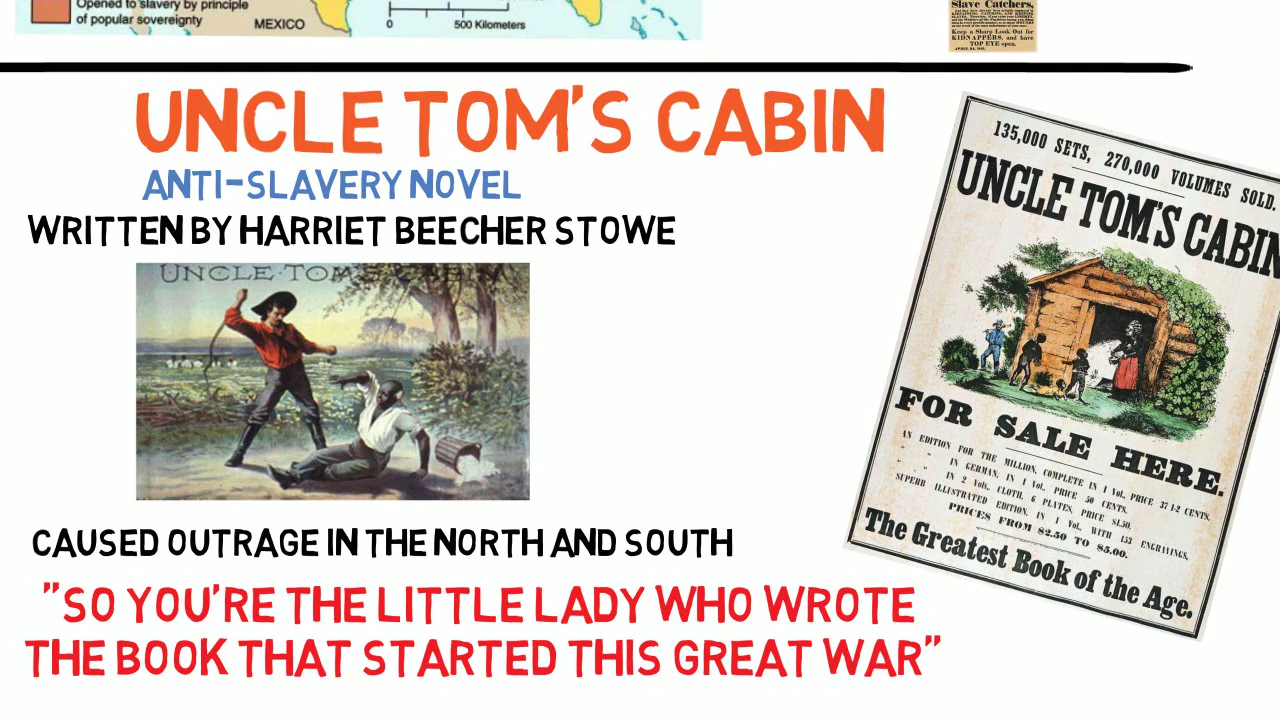 Opened to slavery by principle
of popular sovereignty
MEXICO
0
500 Kilometers
Slave Catchers,
Keep a Sharp Look Out for
KIDNAPPERS, and have
TOP EYE open.
UNCLE TOM'S CABIN
ANTI-SLAVERY NOVEL
WRITTEN BY HARRIET BEECHER STOWE
UNCLE TOM'S CABIN
CAUSED OUTRAGE IN THE NORTH AND SOUTH
"SO YOU'RE THE LITTLE LADY WHO WROTE
THE BOOK THAT STARTED THIS GREAT WAR"
135,000 SETS, 270,000 VOLUMES SOLD.
UNCLE TOM'S CABIN
FOR SALE HERE.
AN EDITION FOR THE MILLION, COMPLETE IN 1 Vol., PRICE 37 1-2 CENTS.
" " IN GERMAN, IN 1 Vol., PRICE 50 CENTS.
" " IN 2 Vols. CLOTH, 6 PLATES, PRICE $1.50.
SUPERB ILLUSTRATED EDITION, IN 1 Vol., WITH 153 ENGRAVINGS,
PRICES FROM $2.50 TO $5.00.
The Greatest Book of the Age.